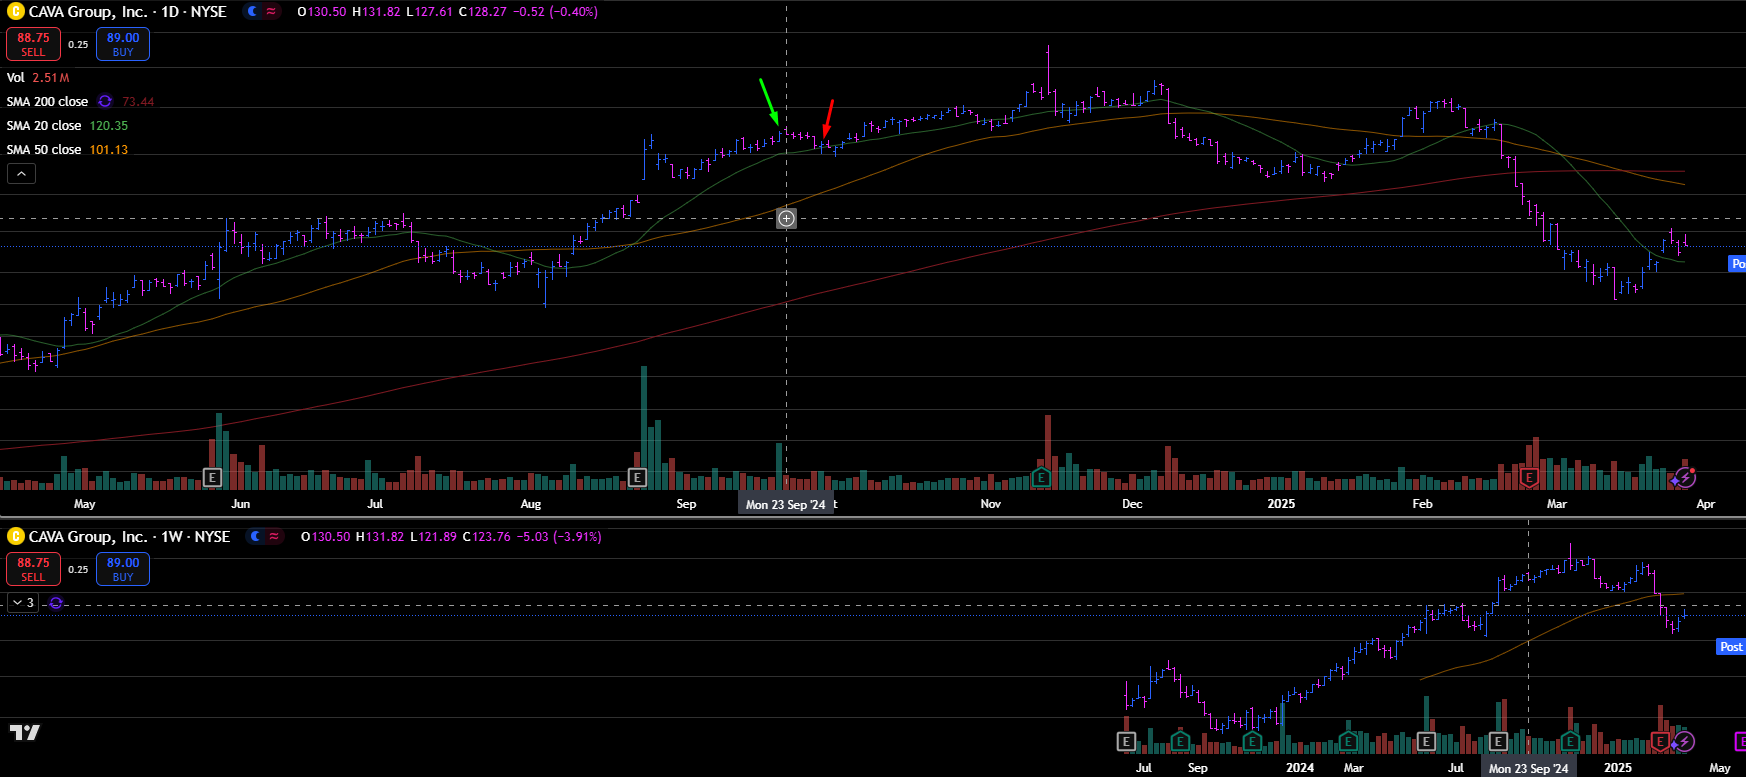 CAVA Group, Inc. · 1D · NYSE O130.50 H131.82 L127.61 C128.27 −0.52 (−0.40%)
88.75 SELL 0.25 89.00 BUY
Vol 2.51M
SMA 200 close 73.44
SMA 20 close 120.35
SMA 50 close 101.13
Po
E E E E
May Jun Jul Aug Sep Mon 23 Sep '24 t Nov Dec 2025 Feb Mar Apr
CAVA Group, Inc. · 1W · NYSE O130.50 H131.82 L121.89 C123.76 −5.03 (−3.91%)
88.75 SELL 0.25 89.00 BUY
3
Post
E E E E E E E E E
Jul Sep 2024 Mar Jul Mon 23 Sep '24 2025 May